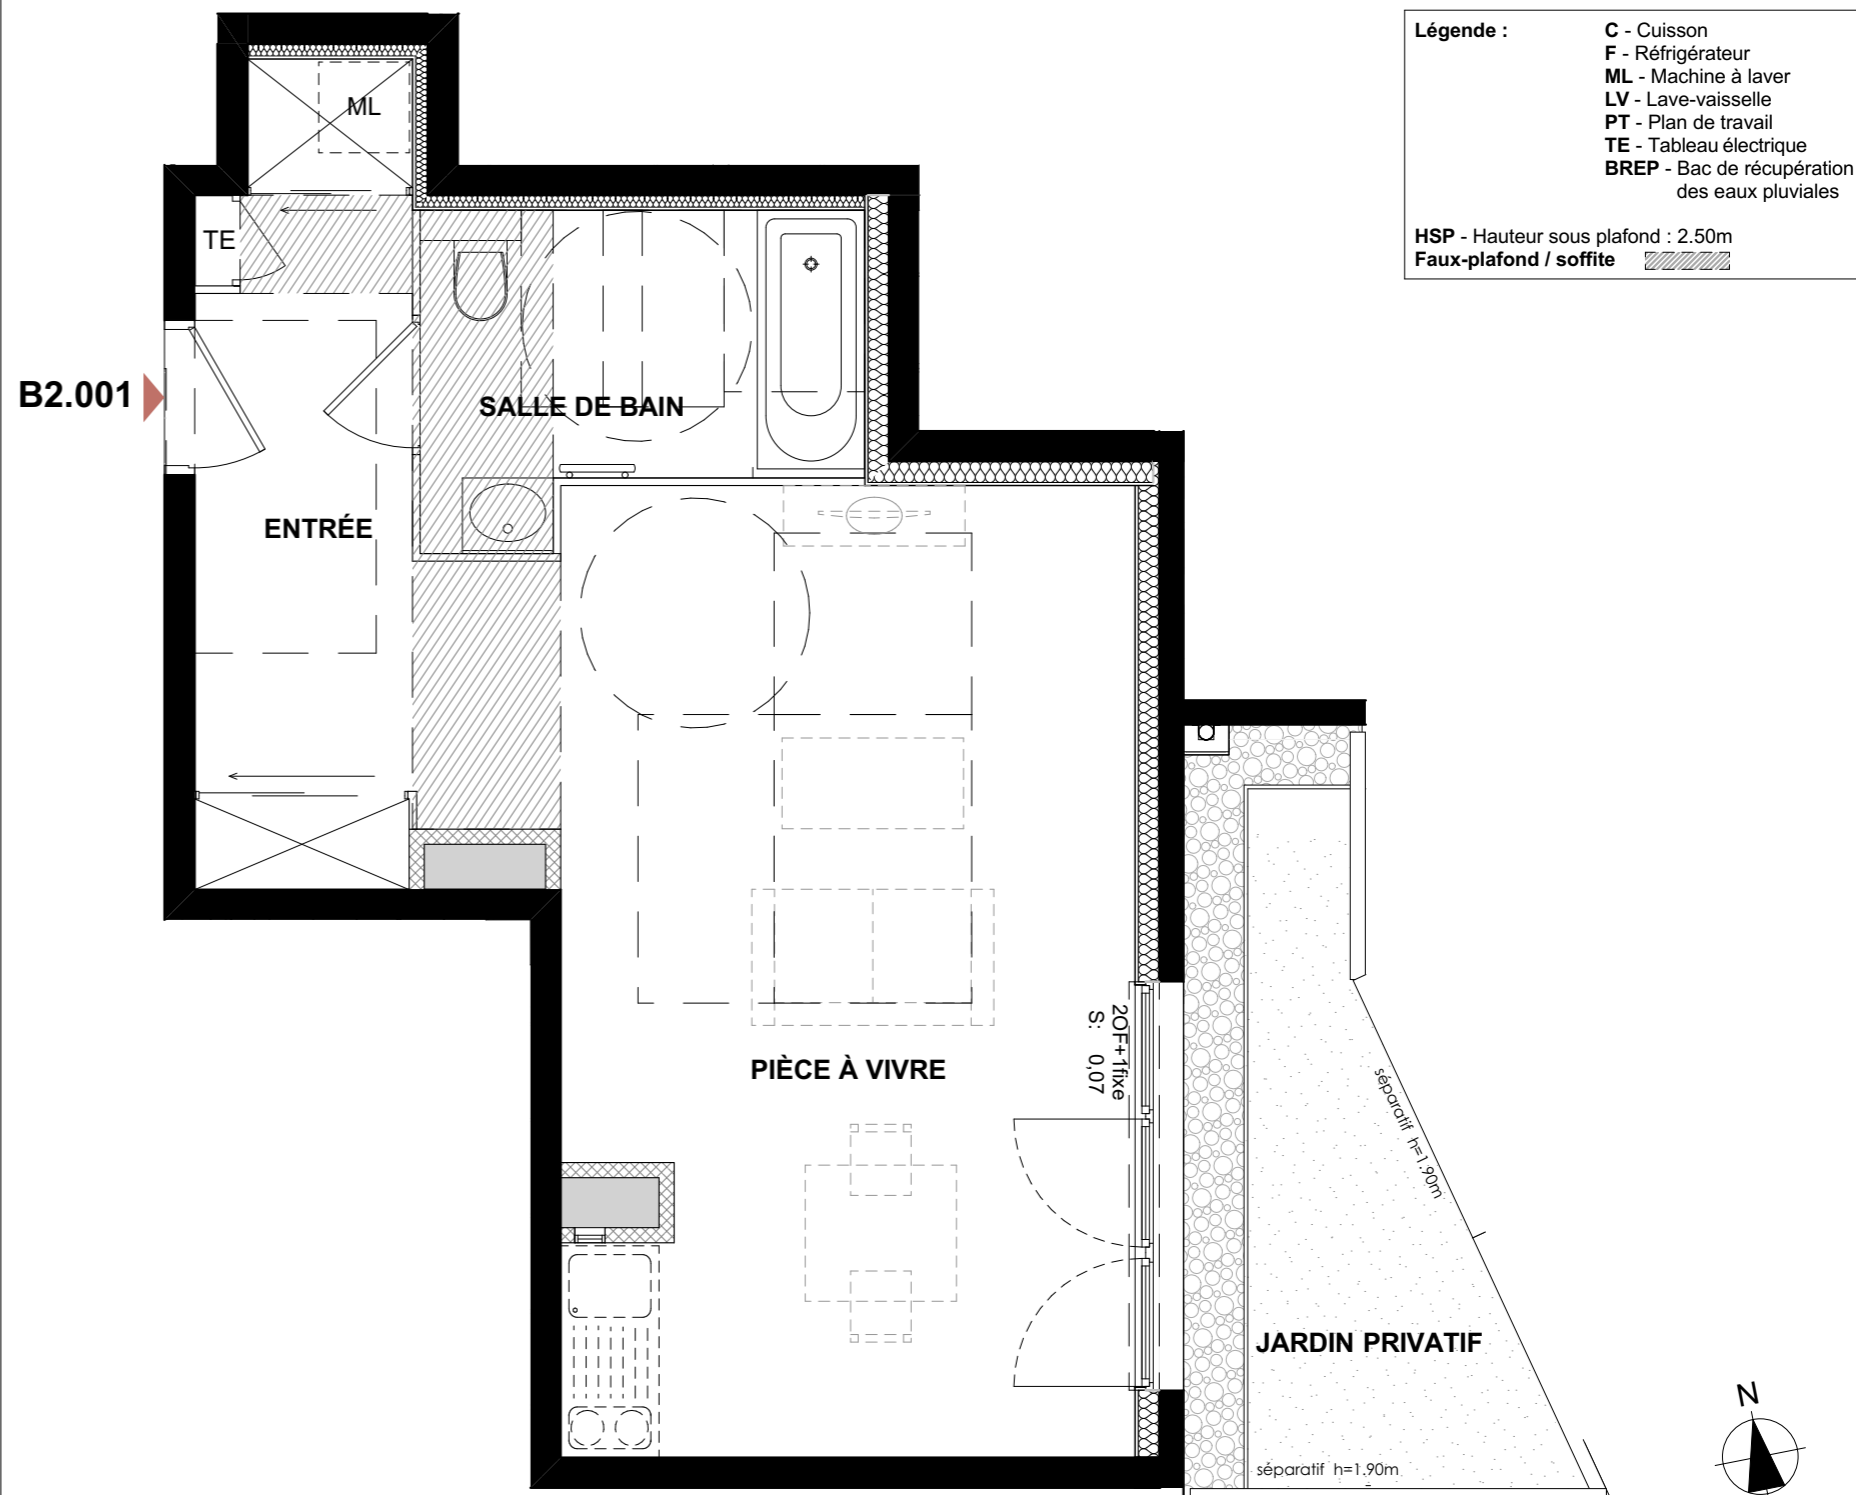 Légende :
C - Cuisson
F - Réfrigérateur
ML - Machine à laver
LV - Lave-vaisselle
PT - Plan de travail
TE - Tableau électrique
BREP - Bac de récupération
des eaux pluviales
HSP - Hauteur sous plafond : 2.50m
Faux-plafond / soffite
ML
TE
B2.001
SALLE DE BAIN
ENTRÉE
2OF+1fixe
S: 0,07
PIÈCE À VIVRE
séparatif h=1.90m
JARDIN PRIVATIF
N
séparatif h=1.90m